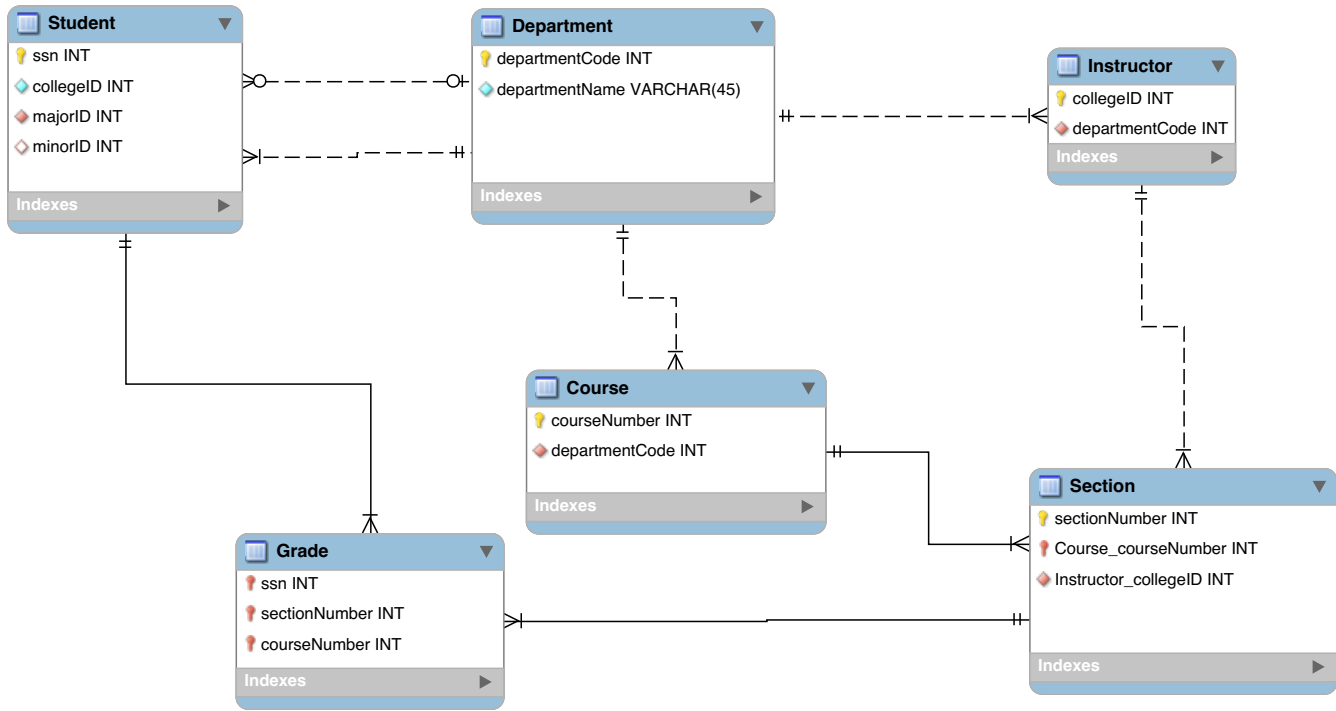 Student
ssn INT
collegeID INT
majorID INT
minorID INT
Indexes
Department
departmentCode INT
departmentName VARCHAR(45)
Indexes
Instructor
collegeID INT
departmentCode INT
Indexes
Course
courseNumber INT
departmentCode INT
Indexes
Section
sectionNumber INT
Course_courseNumber INT
Instructor_collegeID INT
Indexes
Grade
ssn INT
sectionNumber INT
courseNumber INT
Indexes